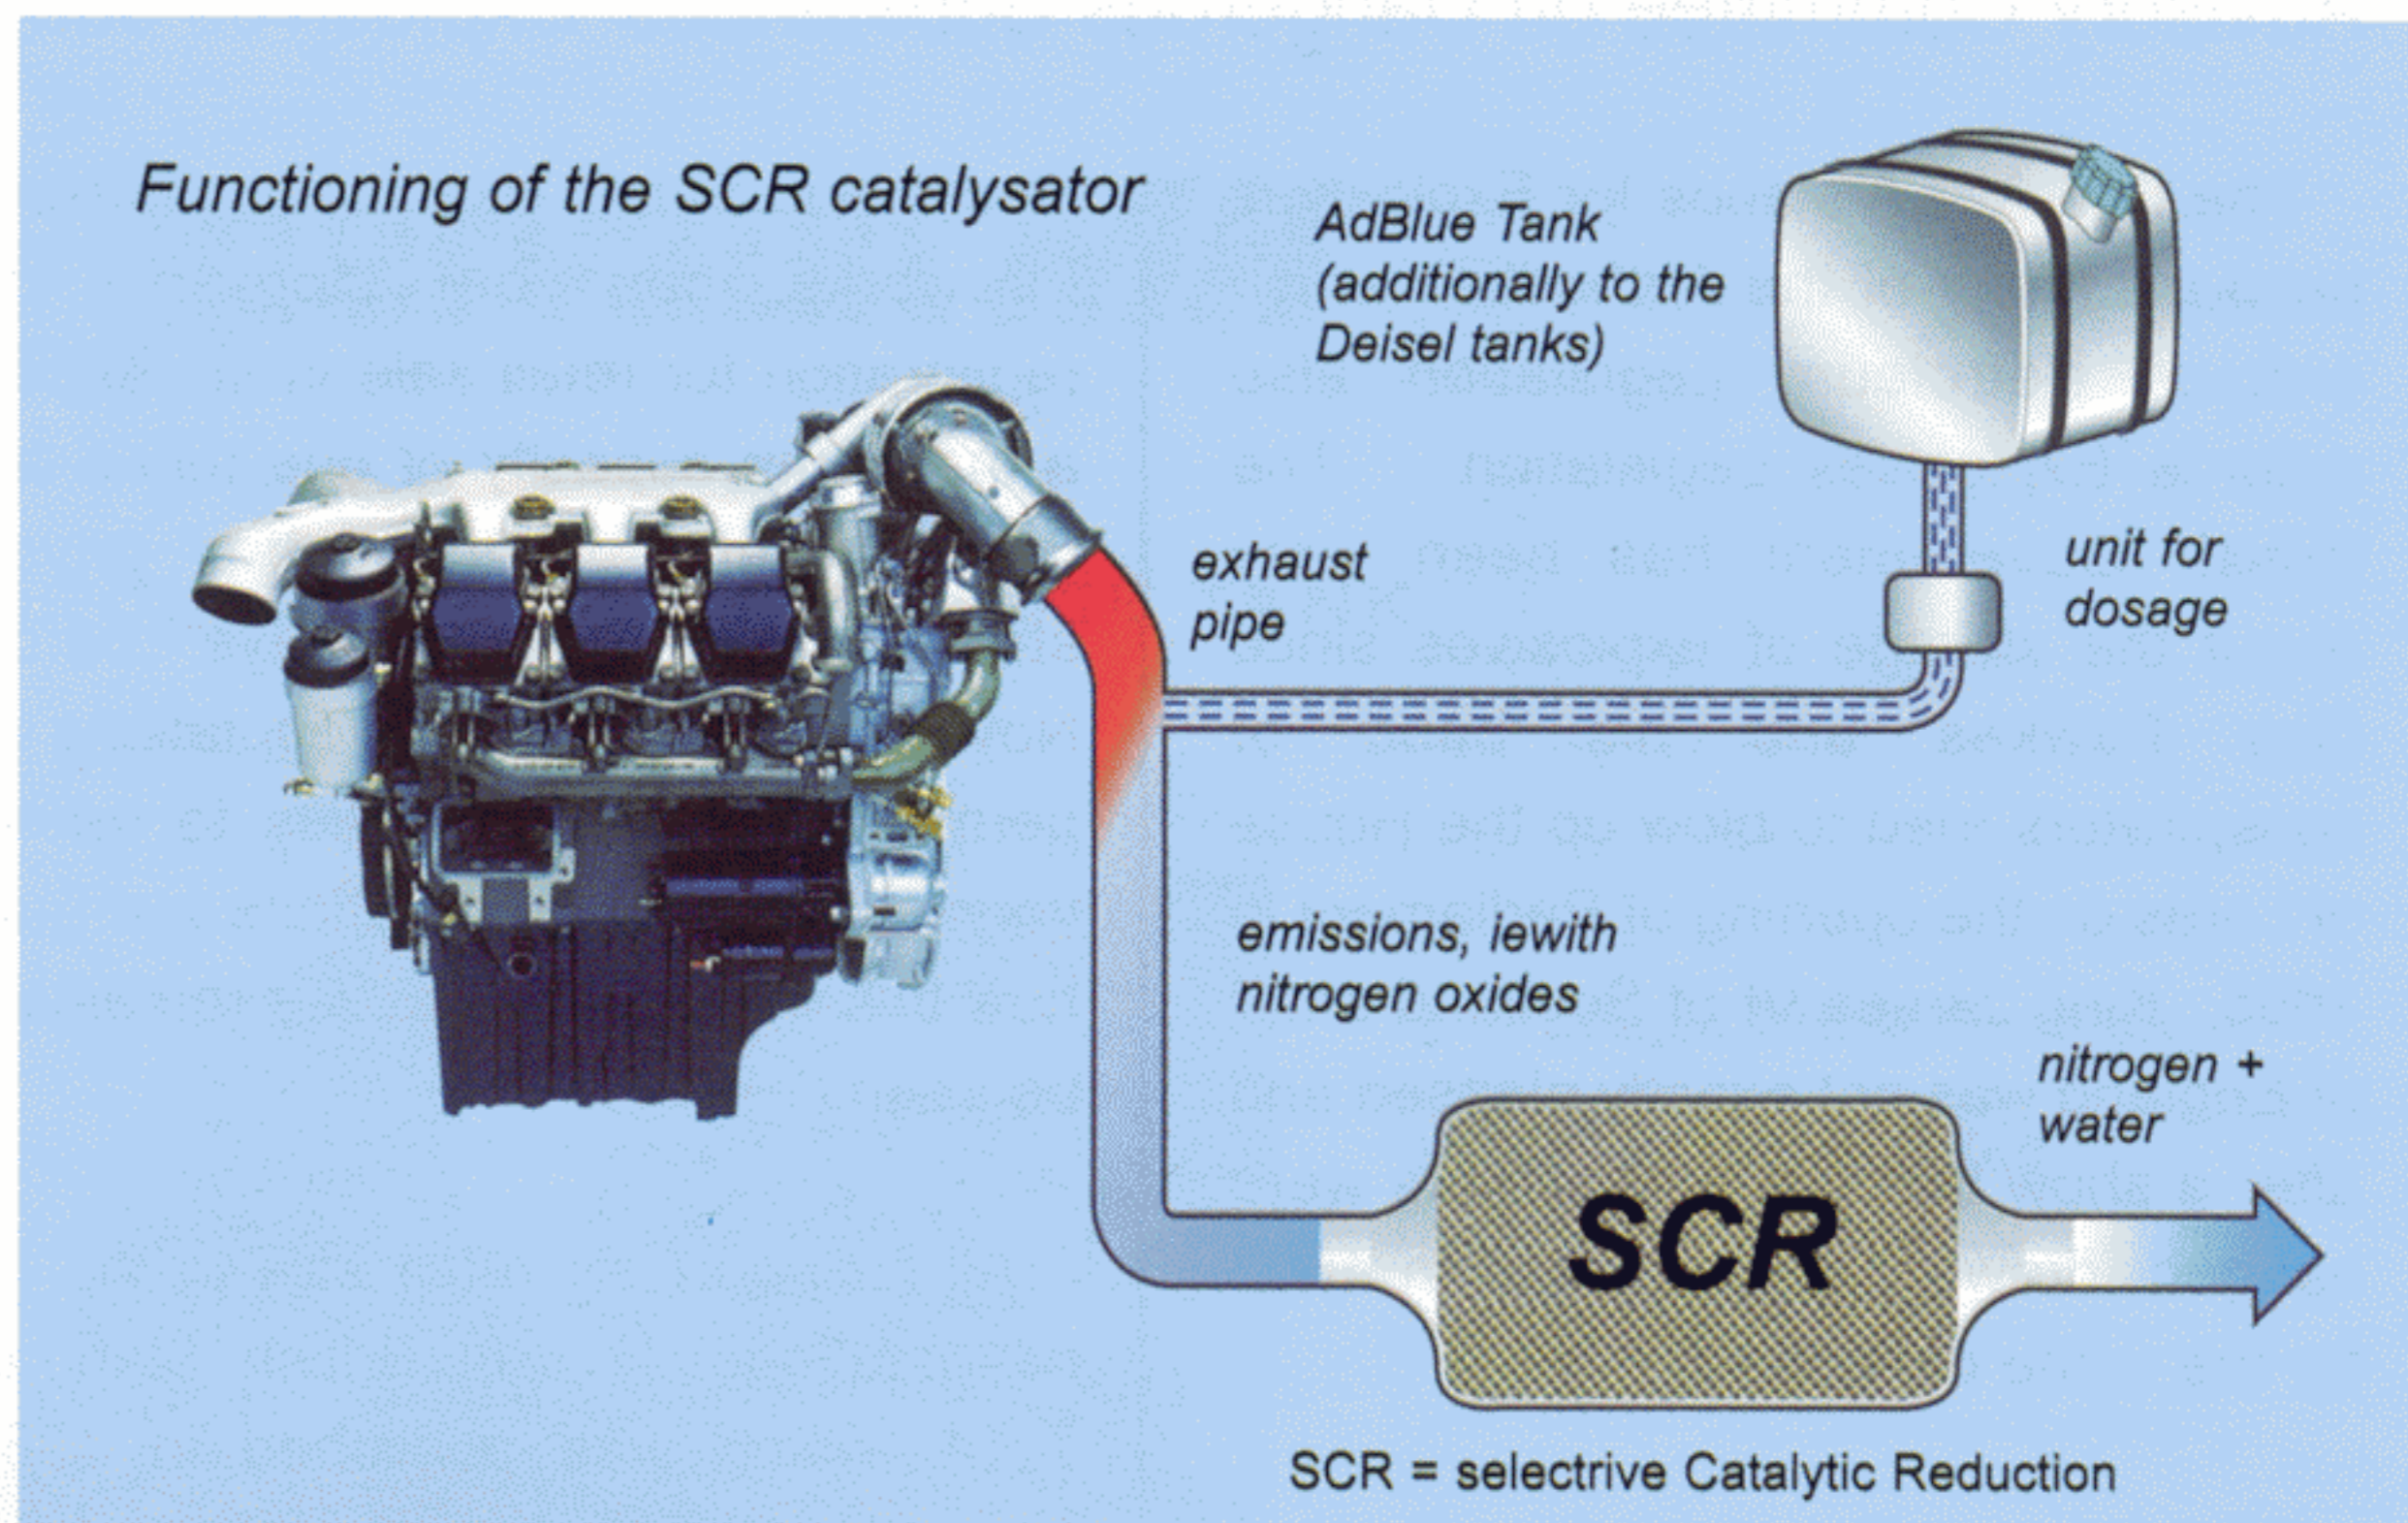 Functioning of the SCR catalysator
AdBlue Tank
(additionally to the
Deisel tanks)
exhaust
pipe
unit for
dosage
emissions, iewith
nitrogen oxides
nitrogen +
water
SCR
SCR = selectrive Catalytic Reduction